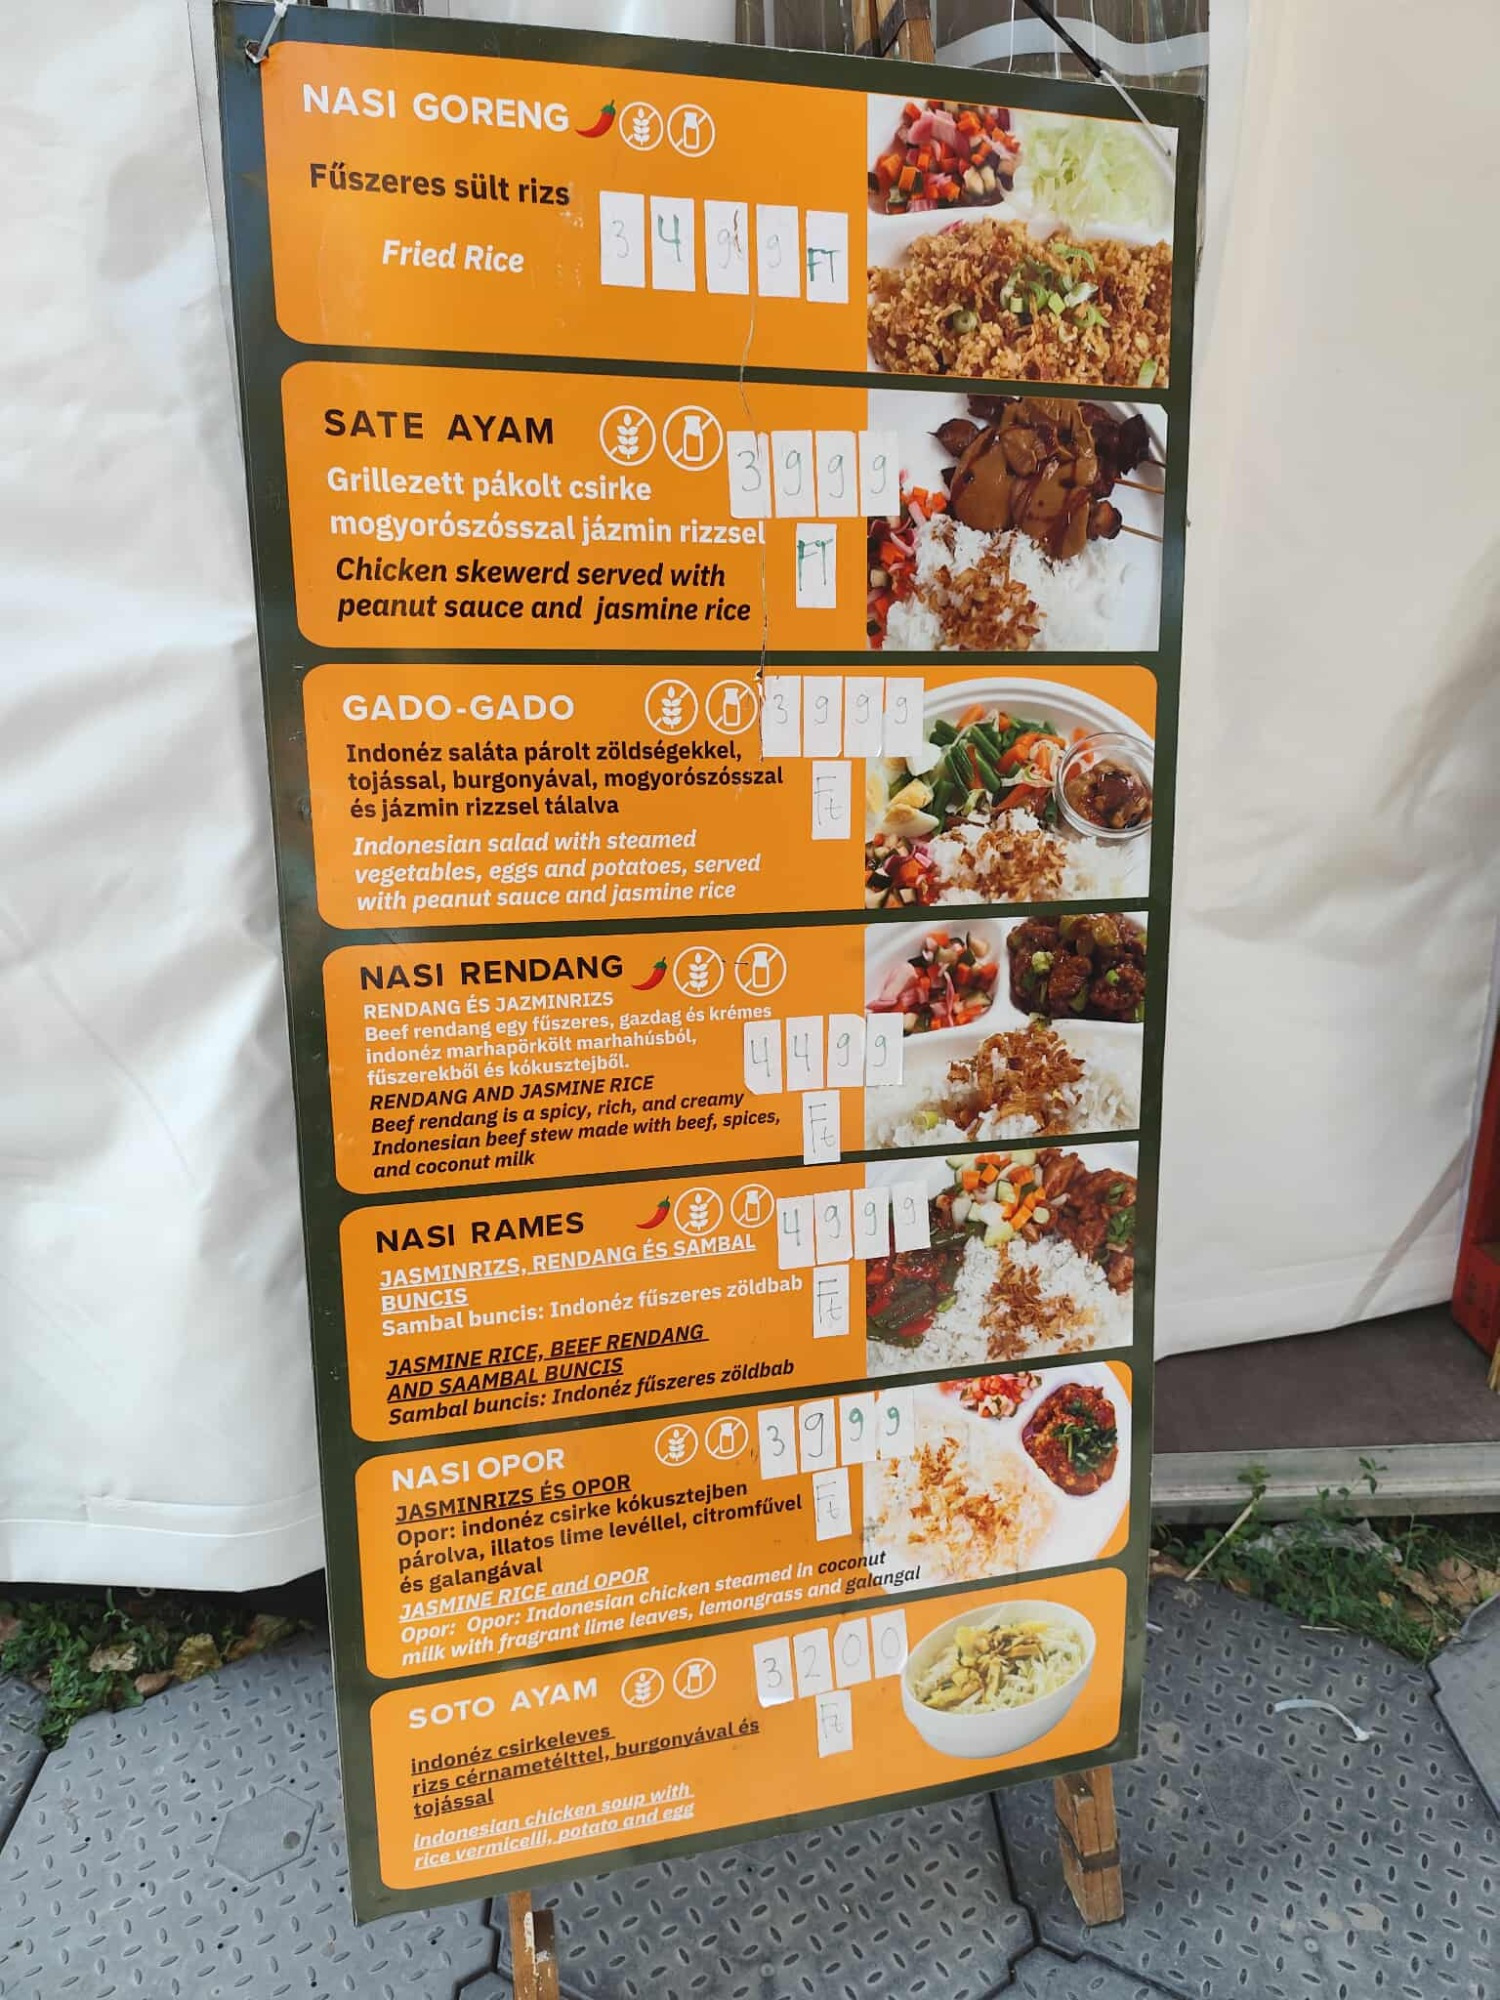 NASI GORENG
Fűszeres sült rizs
Fried Rice
3499 FT
SATE AYAM
Grillezett pákolt csirke
mogyorószósszal jázmin rizzsel
Chicken skewerd served with
peanut sauce and jasmine rice
3999
FT
GADO-GADO
Indonéz saláta párolt zöldségekkel,
tojással, burgonyával, mogyorószósszal
és jázmin rizzsel tálalva
Indonesian salad with steamed
vegetables, eggs and potatoes, served
with peanut sauce and jasmine rice
3999
Ft
NASI RENDANG
RENDANG ÉS JAZMINRIZS
Beef rendang egy fűszeres, gazdag és krémes
indonéz marhapörkölt marhahúsból,
fűszerekből és kókusztejből.
RENDANG AND JASMINE RICE
Beef rendang is a spicy, rich, and creamy
Indonesian beef stew made with beef, spices,
and coconut milk
4499
Ft
NASI RAMES
JASMINRIZS, RENDANG ÉS SAMBAL
BUNCIS
Sambal buncis: Indonéz fűszeres zöldbab
JASMINE RICE, BEEF RENDANG
AND SAAMBAL BUNCIS
Sambal buncis: Indonéz fűszeres zöldbab
4999
Ft
NASI OPOR
JASMINRIZS ÉS OPOR
Opor: indonéz csirke kókusztejben
párolva, illatos lime levéllel, citromfűvel
és galangával
JASMINE RICE and OPOR
Opor: Opor: Indonesian chicken steamed in coconut
milk with fragrant lime leaves, lemongrass and galangal
3999
Ft
SOTO AYAM
indonéz csirkeleves
rizs cérnametélttel, burgonyával és
tojással
Indonesian chicken soup with
rice vermicelli, potato and egg
3200
Ft